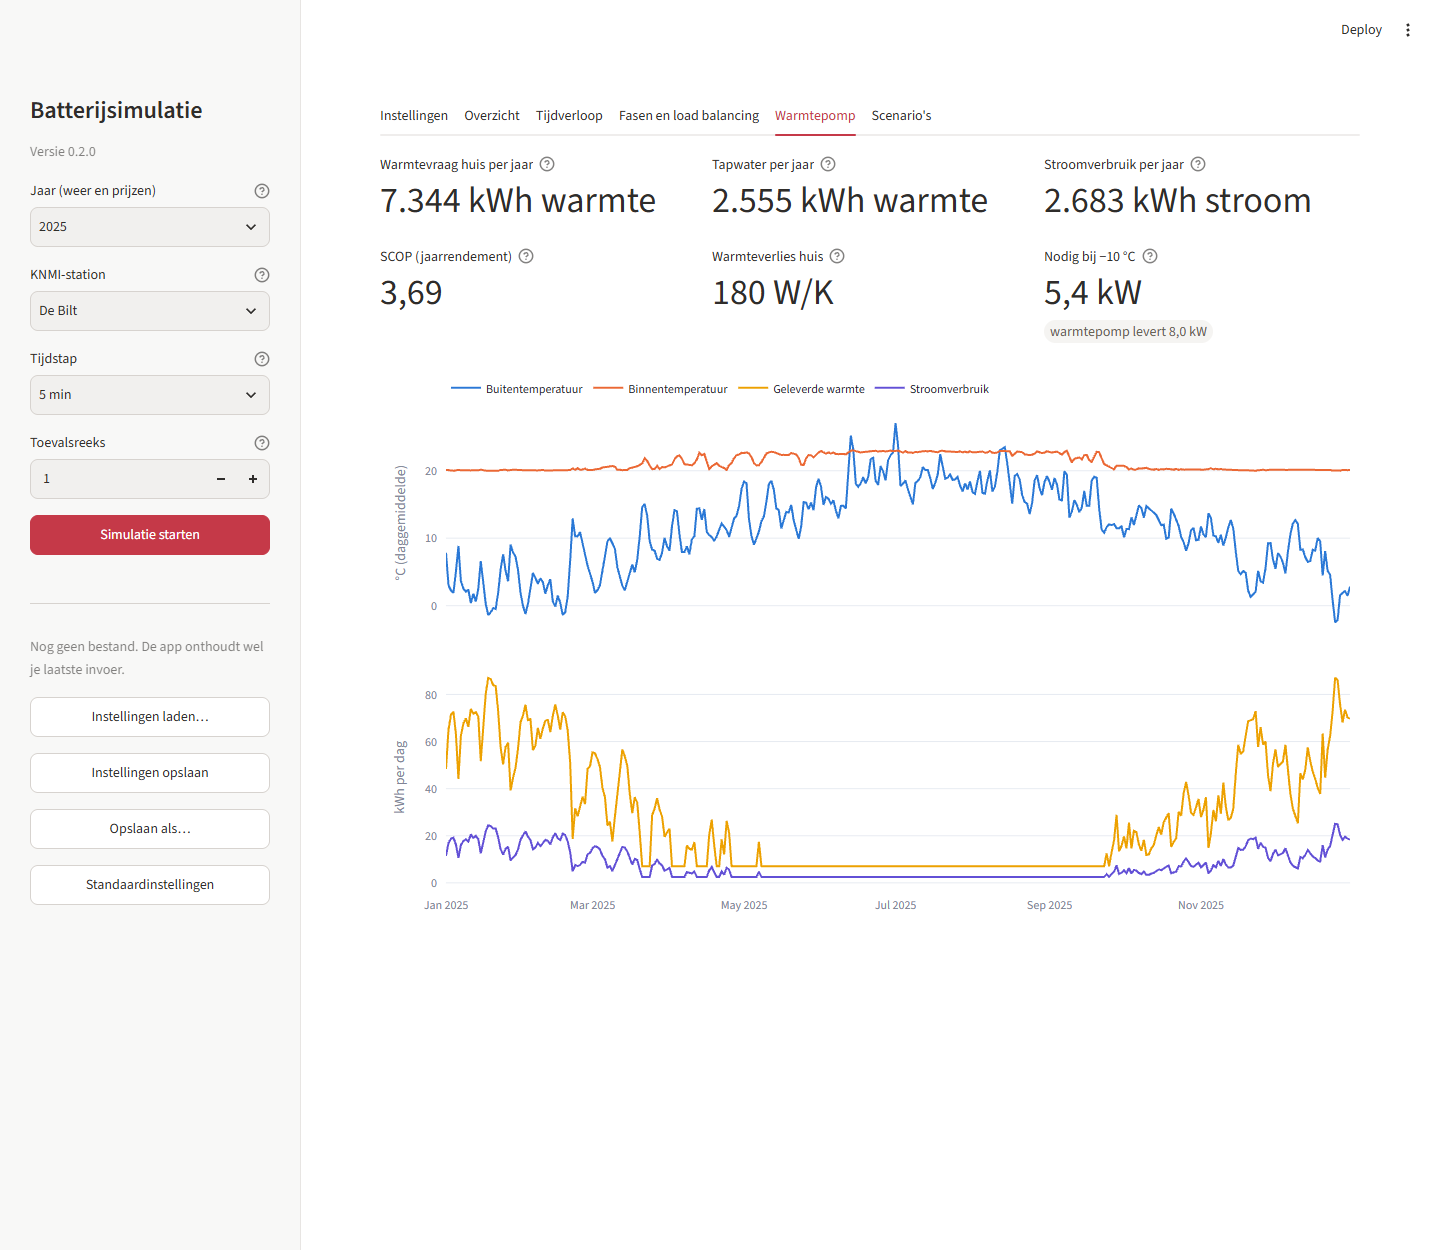 Deploy
Batterijsimulatie
Versie 0.2.0
Jaar (weer en prijzen)
2025
KNMI-station
De Bilt
Tijdstap
5 min
Toevalsreeks
1
Simulatie starten
Nog geen bestand. De app onthoudt wel
je laatste invoer.
Instellingen laden…
Instellingen opslaan
Opslaan als…
Standaardinstellingen
Instellingen Overzicht Tijdverloop Fasen en load balancing Warmtepomp Scenario's
Warmtevraag huis per jaar
7.344 kWh warmte
Tapwater per jaar
2.555 kWh warmte
Stroomverbruik per jaar
2.683 kWh stroom
SCOP (jaarrendement)
3,69
Warmteverlies huis
180 W/K
Nodig bij −10 °C
5,4 kW
warmtepomp levert 8,0 kW
Buitentemperatuur Binnentemperatuur Geleverde warmte Stroomverbruik
°C (daggemiddelde)
20
10
0
kWh per dag
80
60
40
20
0
Jan 2025 Mar 2025 May 2025 Jul 2025 Sep 2025 Nov 2025